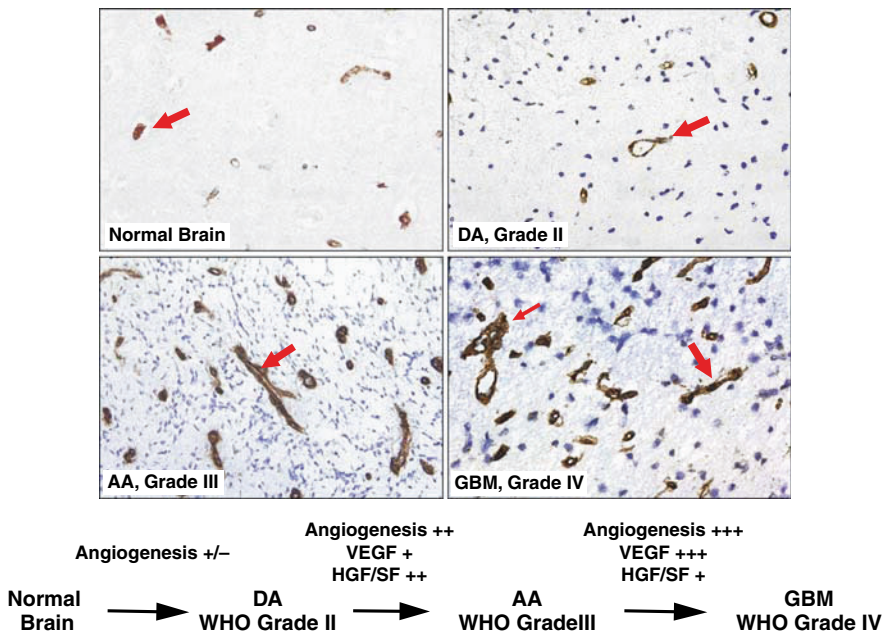 Normal Brain
DA, Grade II
AA, Grade III
GBM, Grade IV
Angiogenesis +/–
Angiogenesis ++
VEGF +
HGF/SF ++
Angiogenesis +++
VEGF +++
HGF/SF +
Normal
Brain
DA
WHO Grade II
AA
WHO GradeIII
GBM
WHO Grade IV